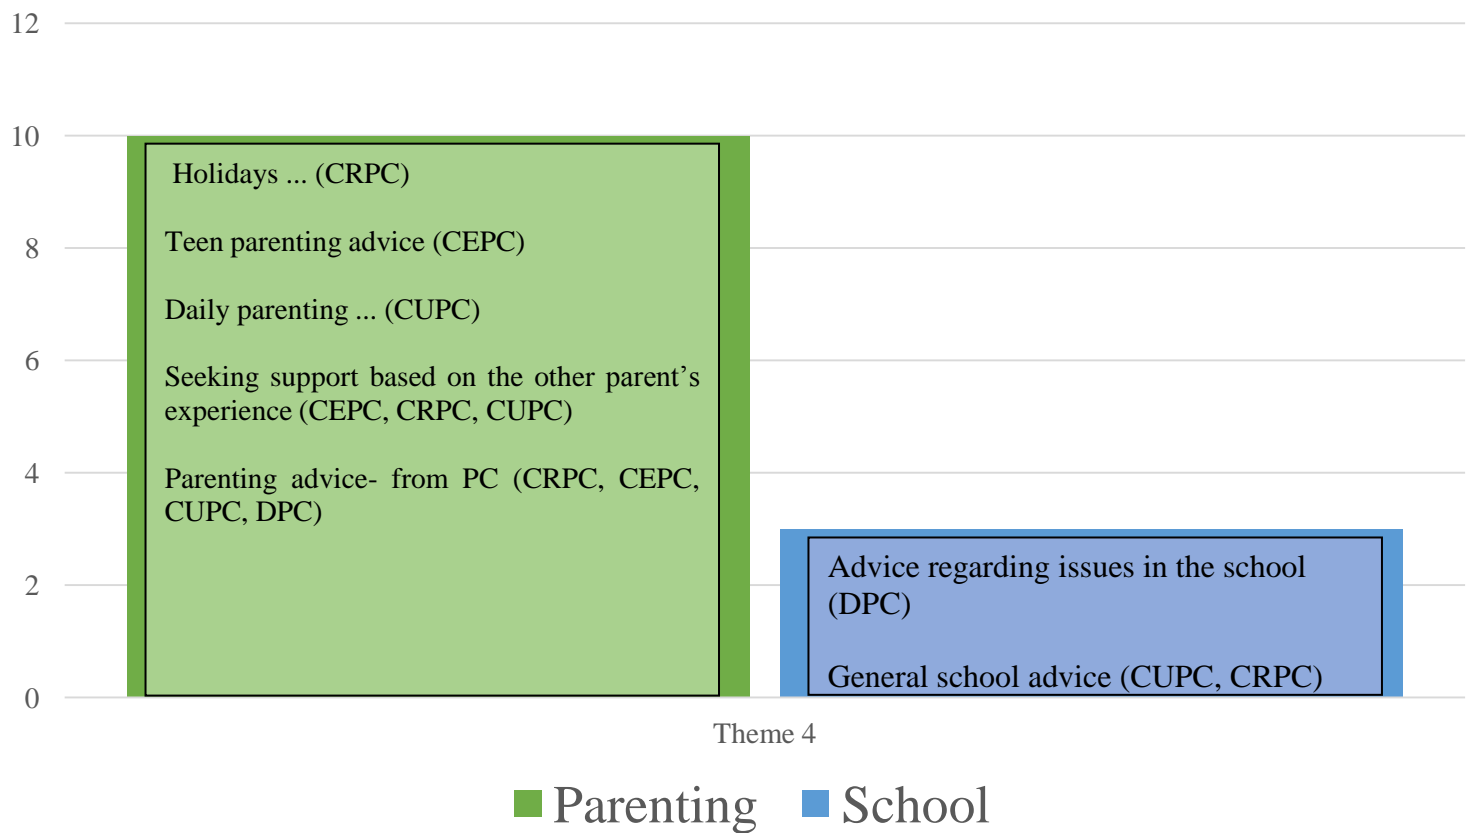 12
10
8
6
4
2
0
Holidays ... (CRPC)
Teen parenting advice (CEPC)
Daily parenting ... (CUPC)
Seeking support based on the other parent’s
experience (CEPC, CRPC, CUPC)
Parenting advice- from PC (CRPC, CEPC,
CUPC, DPC)
Advice regarding issues in the school
(DPC)
General school advice (CUPC, CRPC)
Theme 4
Parenting School